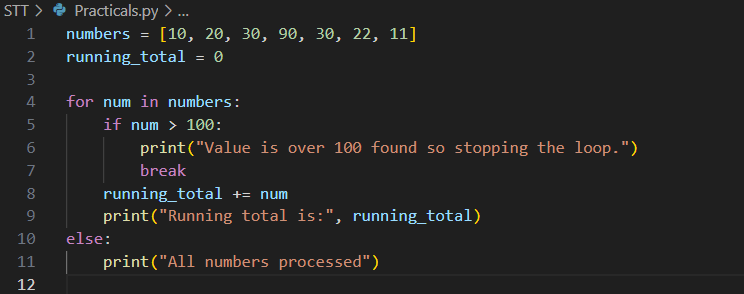 STT > Practicals.py > ...
1 numbers = [10, 20, 30, 90, 30, 22, 11]
2 running_total = 0
3
4 for num in numbers:
5     if num > 100:
6         print("Value is over 100 found so stopping the loop.")
7         break
8     running_total += num
9     print("Running total is:", running_total)
10 else:
11     print("All numbers processed")
12